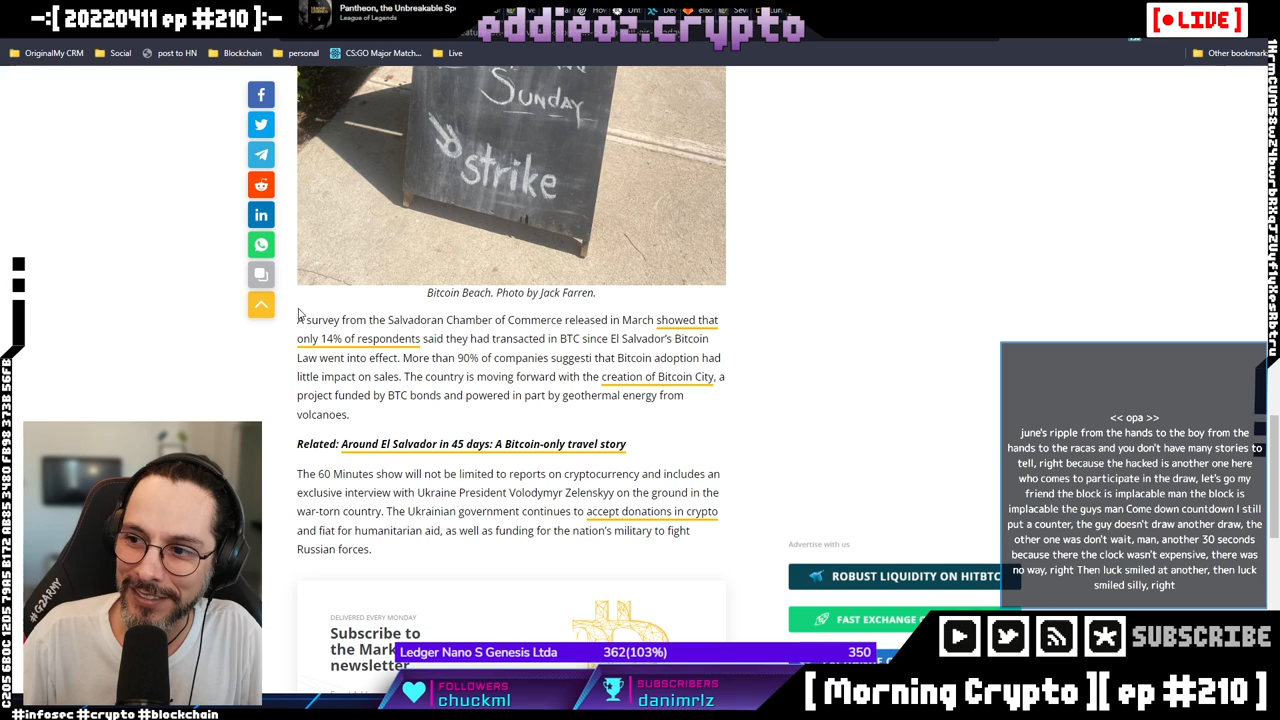 -:[ 20220411 ep #210 ]:-
Pantheon, the Unbreakable Sp
League of Legends
eddieoz.crypto
[ ● LIVE ]
OriginalMy CRM
Social
post to HN
Blockchain
personal
CS:GO Major Match...
Live
Other bookmark
SUNDAY
strike
Bitcoin Beach. Photo by Jack Farren.
A survey from the Salvadoran Chamber of Commerce released in March showed that
only 14% of respondents said they had transacted in BTC since El Salvador's Bitcoin
Law went into effect. More than 90% of companies suggesti that Bitcoin adoption had
little impact on sales. The country is moving forward with the creation of Bitcoin City, a
project funded by BTC bonds and powered in part by geothermal energy from
volcanoes.
Related: Around El Salvador in 45 days: A Bitcoin-only travel story
The 60 Minutes show will not be limited to reports on cryptocurrency and includes an
exclusive interview with Ukraine President Volodymyr Zelenskyy on the ground in the
war-torn country. The Ukrainian government continues to accept donations in crypto
and fiat for humanitarian aid, as well as funding for the nation's military to fight
Russian forces.
DELIVERED EVERY MONDAY
Subscribe to
the Mark
newsletter
Advertise with us
ROBUST LIQUIDITY ON HITBTC
FAST EXCHANGE
<< opa >>
june's ripple from the hands to the boy from the
hands to the racas and you don't have many stories to
tell, right because the hacked is another one here
who comes to participate in the draw, let's go my
friend the block is implacable man the block is
implacable the guys man Come down countdown I still
put a counter, the guy doesn't draw another draw, the
other one was don't wait, man, another 30 seconds
because there the clock wasn't expensive, there was
no way, right Then luck smiled at another, then luck
smiled silly, right
Ledger Nano S Genesis Ltda 362(103%) 350
FOLLOWERS
chuckml
SUBSCRIBERS
danimrlz
SUBSCRIBE
[ Morning Crypto ][ ep #210 ]
#infosec #crypto #blockchain